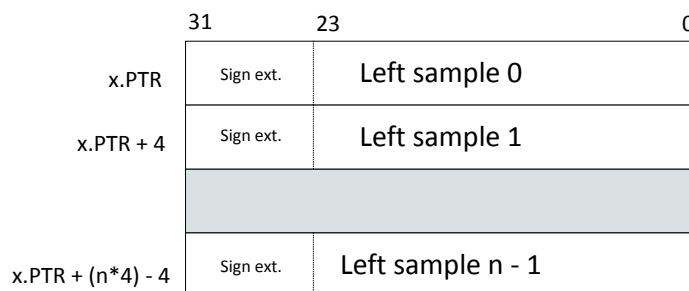 31 23 0
x.PTR Sign ext. Left sample 0
x.PTR + 4 Sign ext. Left sample 1
x.PTR + (n*4) - 4 Sign ext. Left sample n - 1